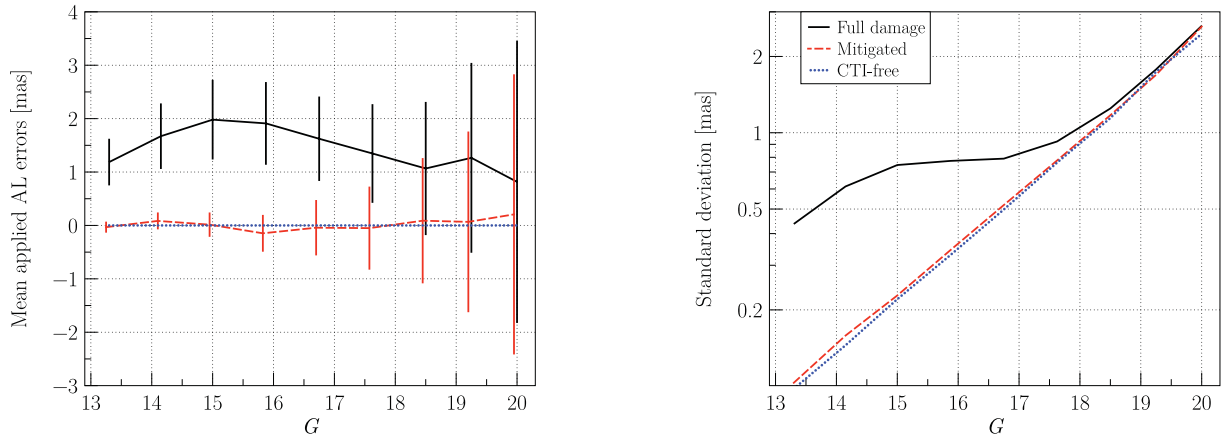 Mean applied AL errors [mas]
4
3
2
1
0
−1
−2
−3
13 14 15 16 17 18 19 20
G
Standard deviation [mas]
2
1
0.5
0.2
Full damage
Mitigated
CTI-free
13 14 15 16 17 18 19 20
G